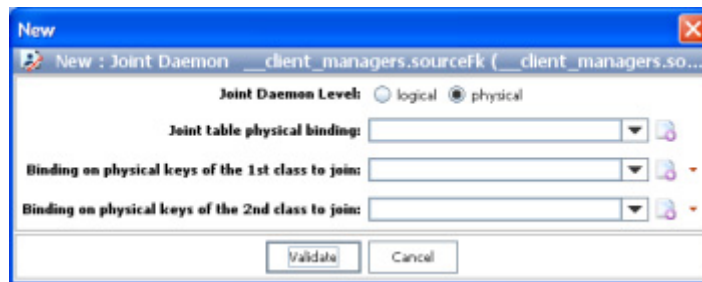 New
New : Joint Daemon __client_managers.sourceFk (__client_managers.so...
Joint Daemon Level: logical physical
Joint table physical binding:
Binding on physical keys of the 1st class to join:
Binding on physical keys of the 2nd class to join:
Validate Cancel